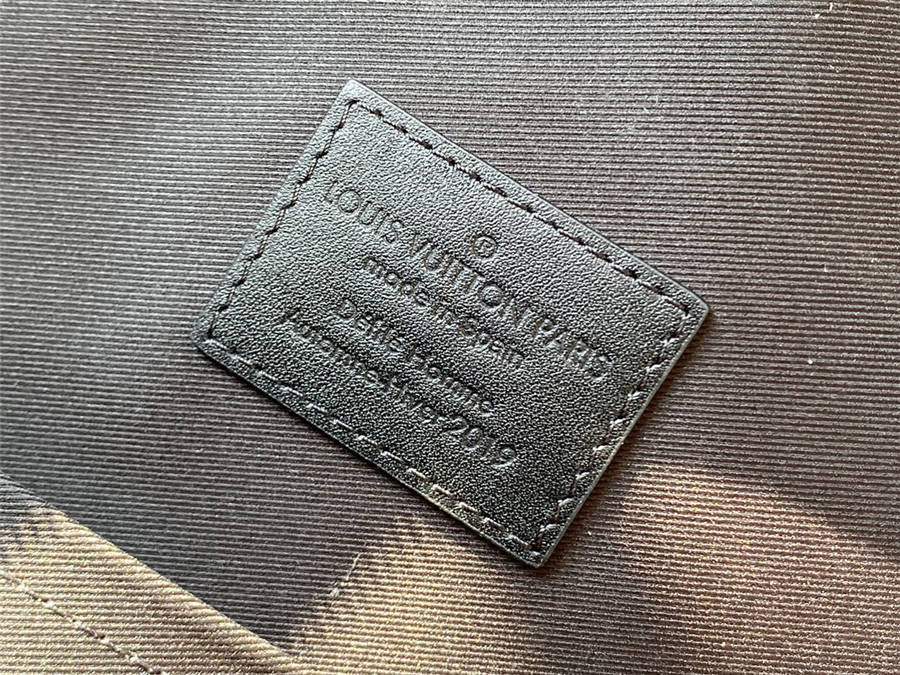 ®
LOUIS VUITTON PARIS
made in Spain
Défilé Homme
Automne-Hiver 2019